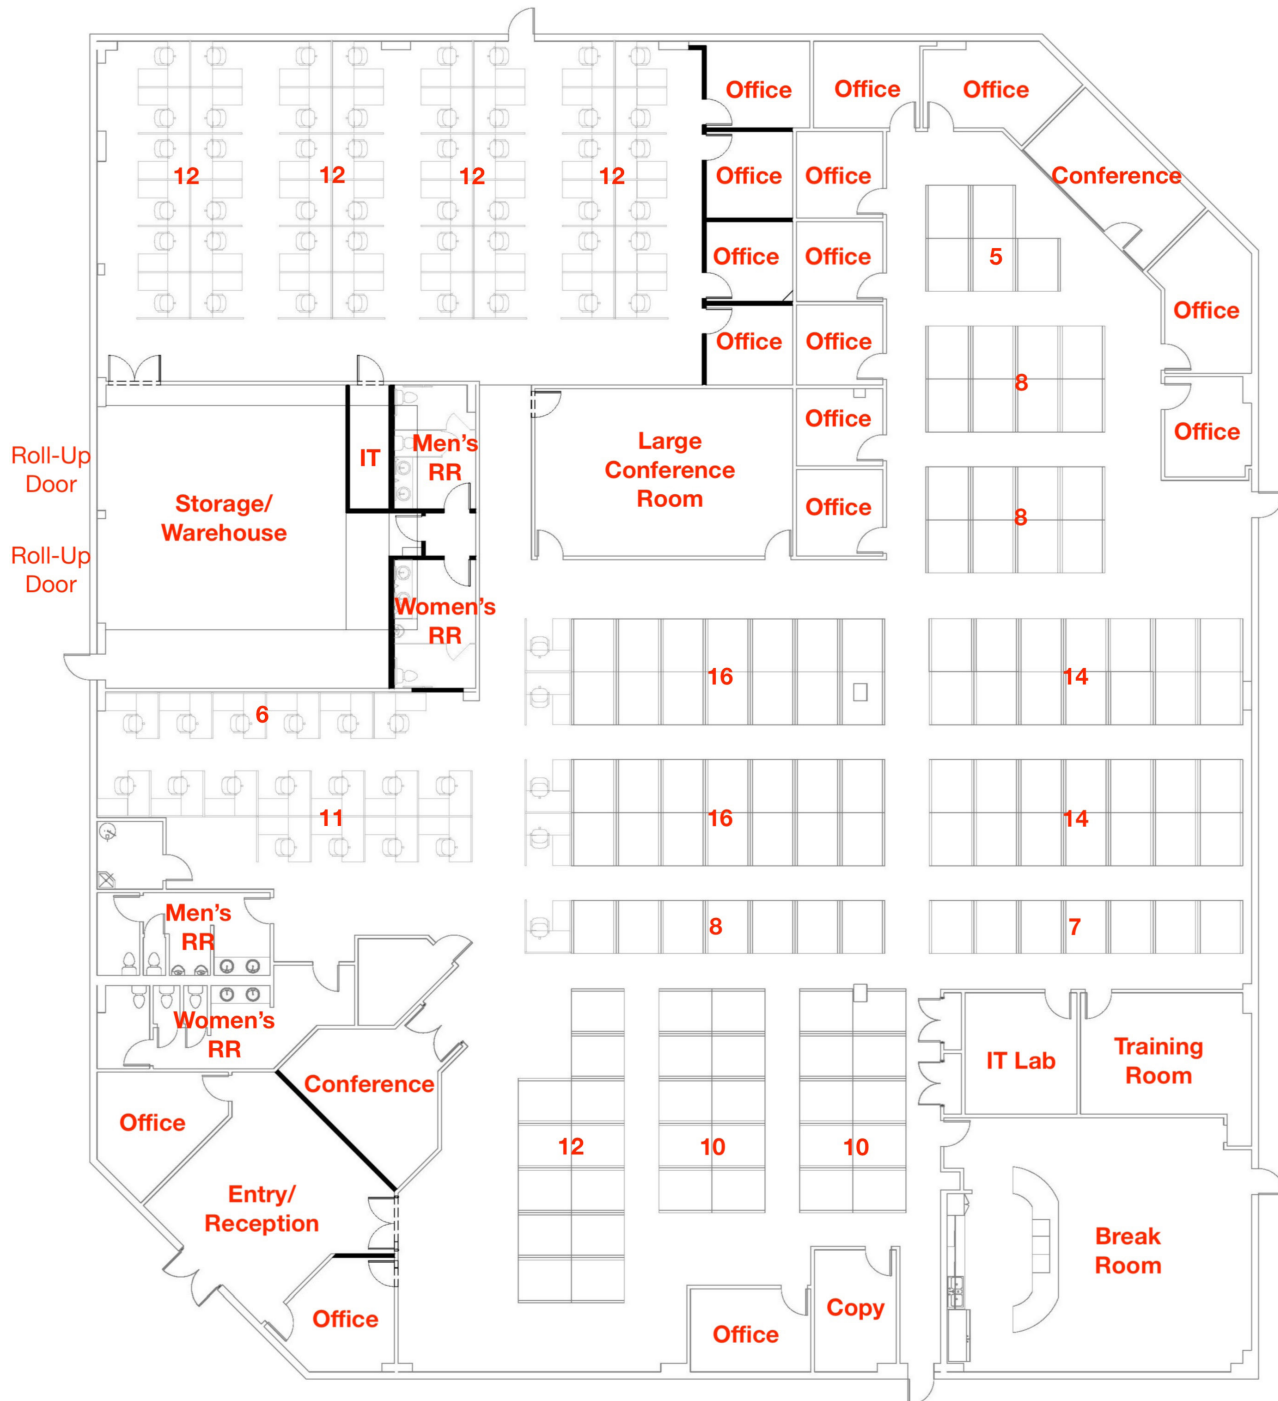 Office
Office
Office
12
12
12
12
Office
Office
Conference
5
Office
Office
Office
Office
Office
8
Office
Office
Roll-Up
Door
IT
Men's
RR
Large
Conference
Room
Office
Storage/
Warehouse
8
Roll-Up
Door
Women's
RR
16
14
6
11
16
14
Men's
RR
8
7
Women's
RR
Conference
IT Lab
Training
Room
Office
12
10
10
Entry/
Reception
Break
Room
Office
Office
Copy